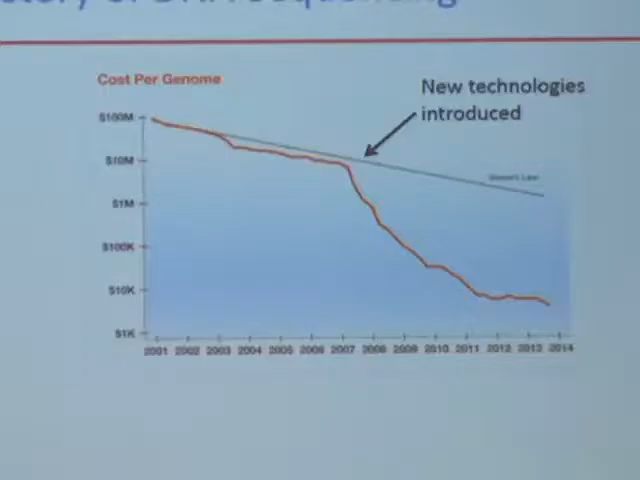 Cost Per Genome
New technologies
introduced
$100M
$10M
Moore's Law
$1M
$100K
$10K
$1K
2001 2002 2003 2004 2005 2006 2007 2008 2009 2010 2011 2012 2013 2014